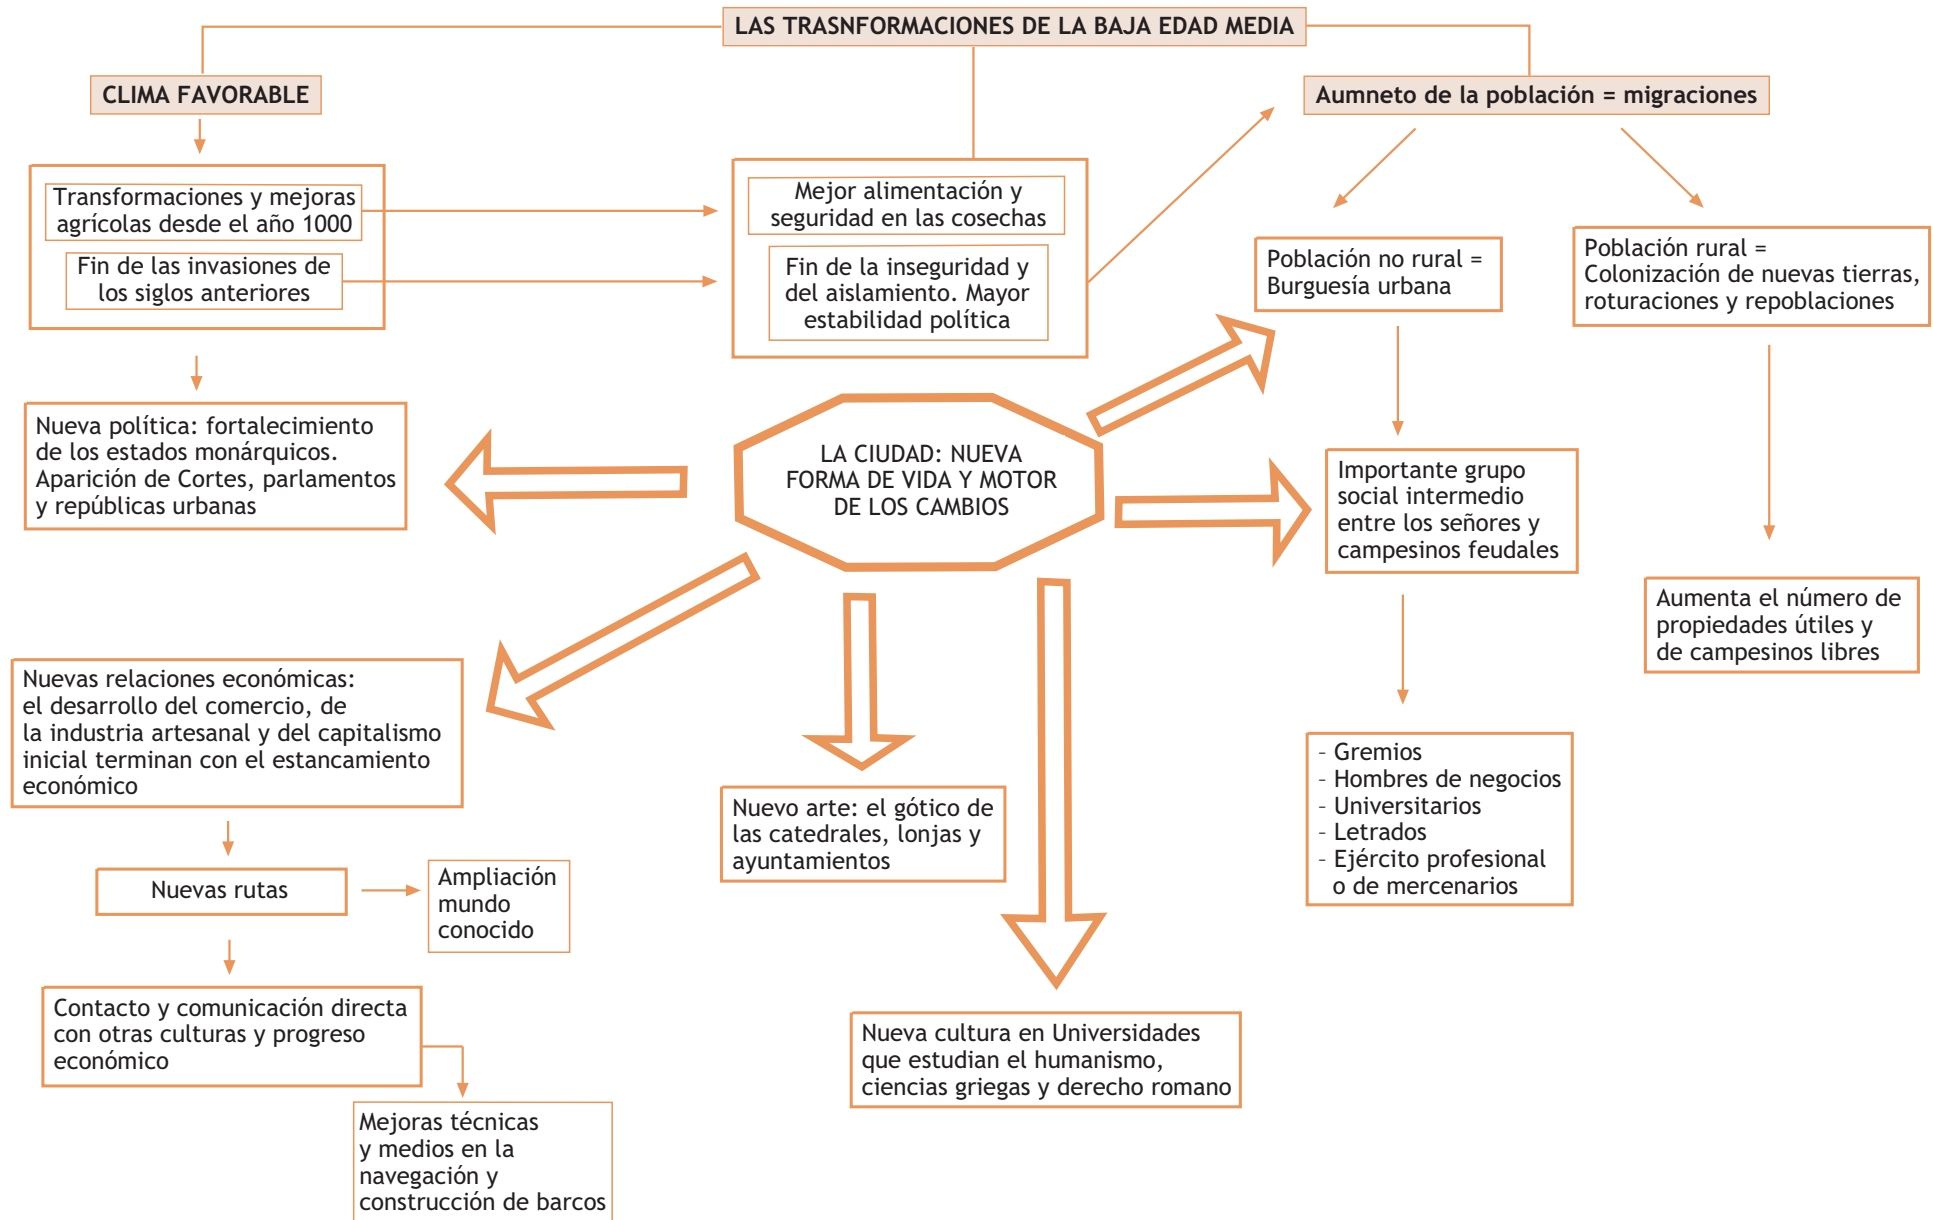 LAS TRASNFORMACIONES DE LA BAJA EDAD MEDIA
CLIMA FAVORABLE
Aumneto de la población = migraciones
Transformaciones y mejoras
agrícolas desde el año 1000
Fin de las invasiones de
los siglos anteriores
Mejor alimentación y
seguridad en las cosechas
Fin de la inseguridad y
del aislamiento. Mayor
estabilidad política
Población no rural =
Burguesía urbana
Población rural =
Colonización de nuevas tierras,
roturaciones y repoblaciones
Nueva política: fortalecimiento
de los estados monárquicos.
Aparición de Cortes, parlamentos
y repúblicas urbanas
LA CIUDAD: NUEVA
FORMA DE VIDA Y MOTOR
DE LOS CAMBIOS
Importante grupo
social intermedio
entre los señores y
campesinos feudales
Aumenta el número de
propiedades útiles y
de campesinos libres
Nuevas relaciones económicas:
el desarrollo del comercio, de
la industria artesanal y del capitalismo
inicial terminan con el estancamiento
económico
Nuevo arte: el gótico de
las catedrales, lonjas y
ayuntamientos
- Gremios
- Hombres de negocios
- Universitarios
- Letrados
- Ejército profesional
o de mercenarios
Nuevas rutas
Ampliación
mundo
conocido
Contacto y comunicación directa
con otras culturas y progreso
económico
Nueva cultura en Universidades
que estudian el humanismo,
ciencias griegas y derecho romano
Mejoras técnicas
y medios en la
navegación y
construcción de barcos